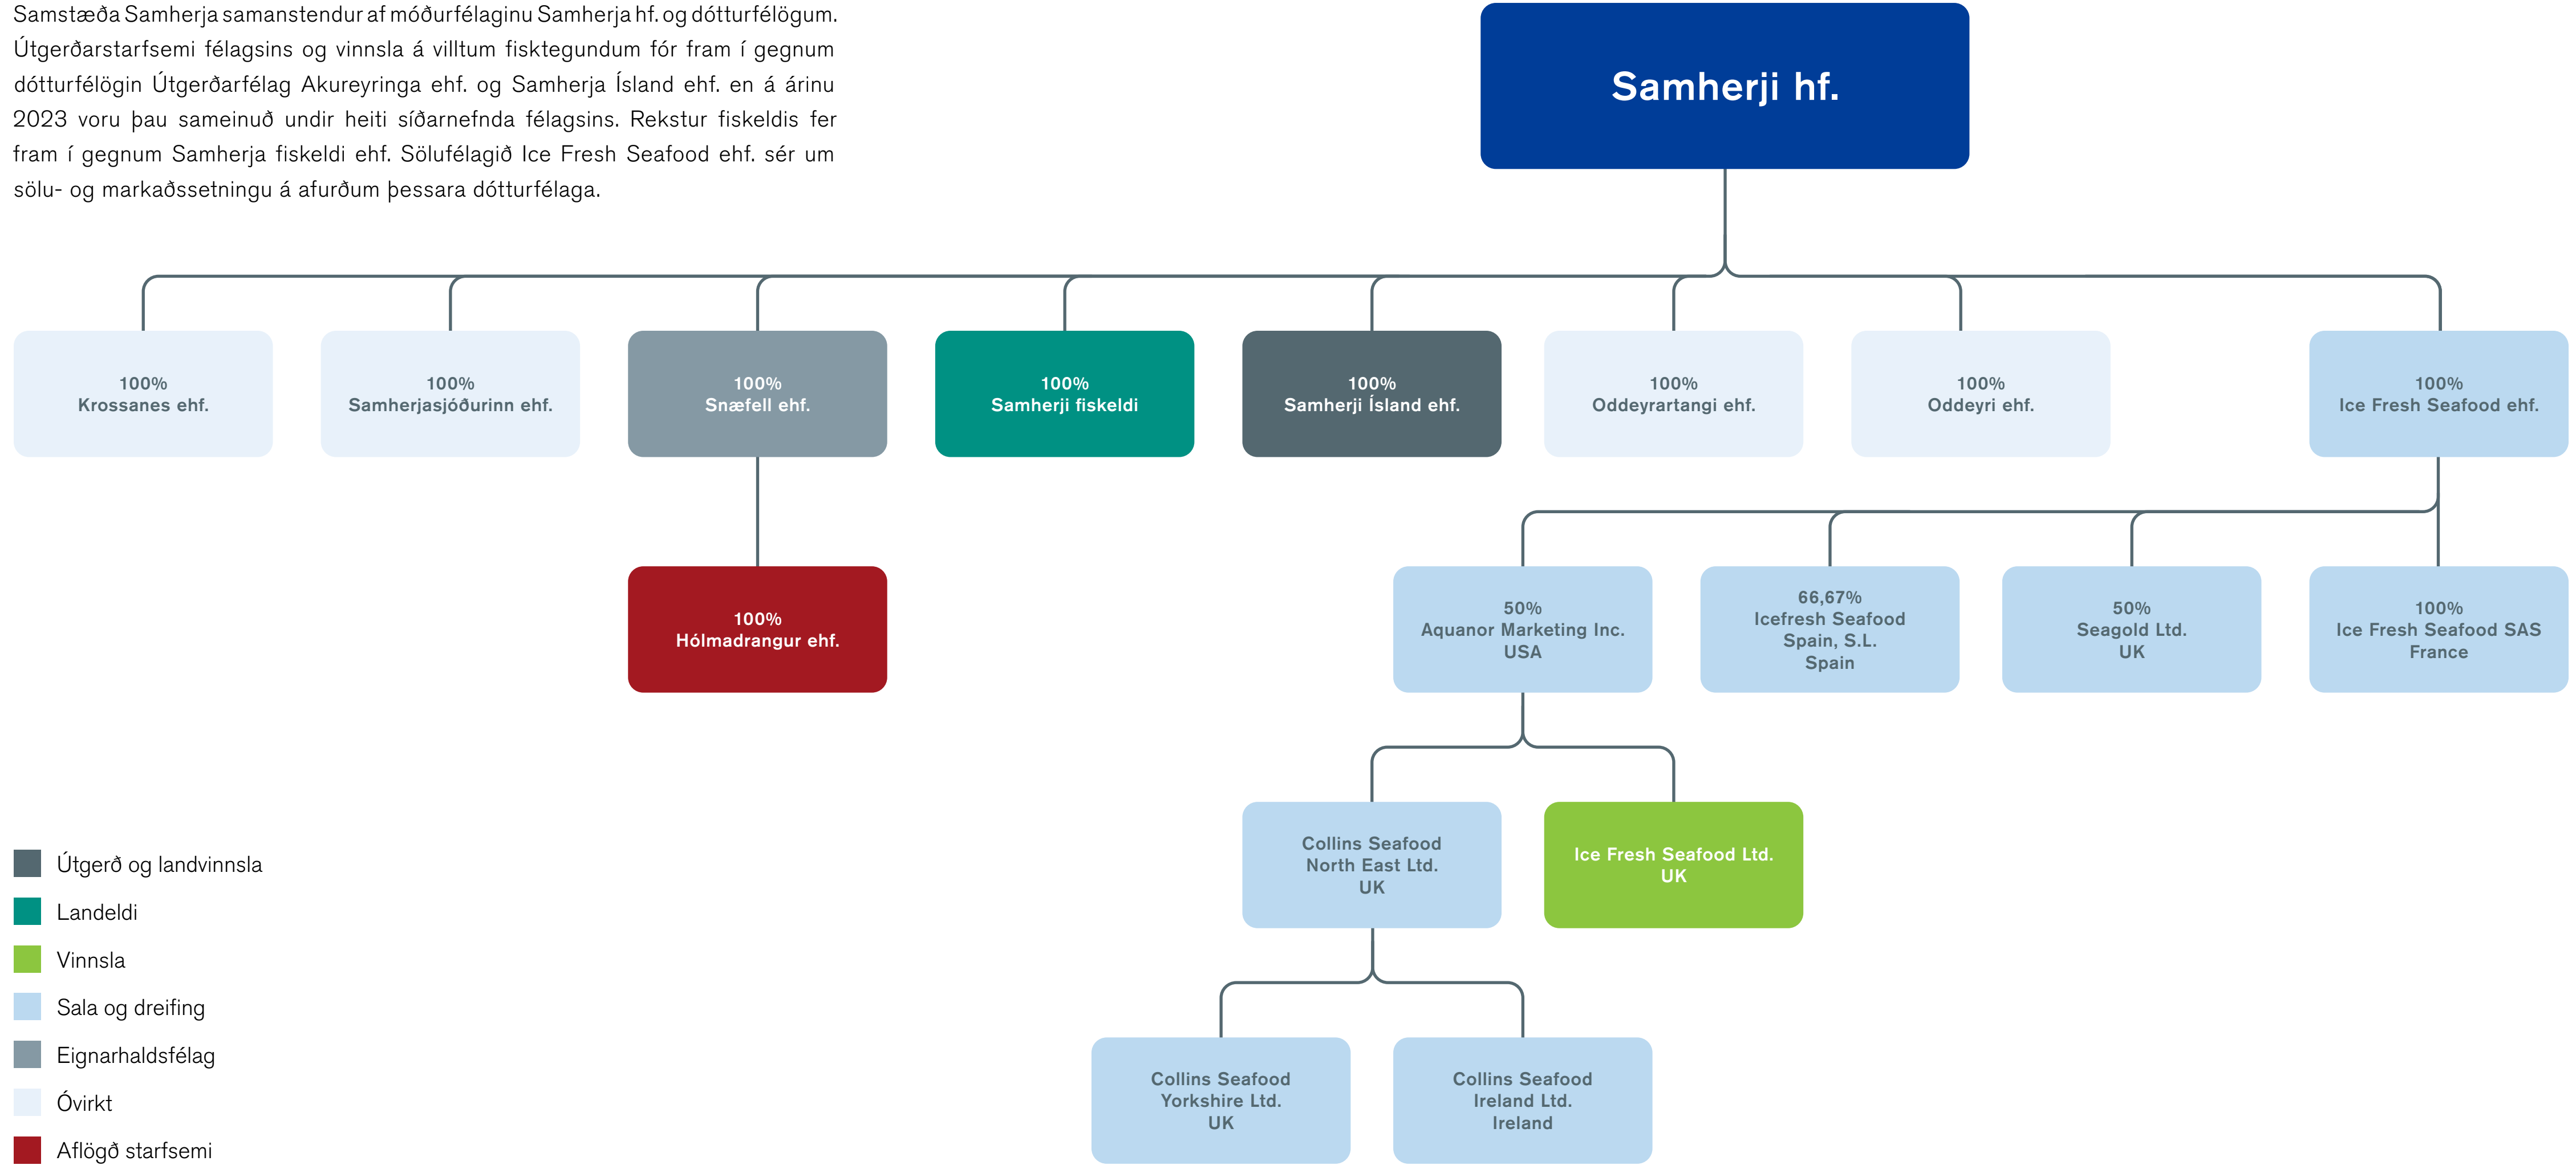 Samstæða Samherja samanstendur af móðurfélaginu Samherja hf. og dótturfélögum.
Útgerðarstarfsemi félagsins og vinnsla á villtum fisktegundum fór fram í gegnum
dótturfélögin Útgerðarfélag Akureyringa ehf. og Samherja Ísland ehf. en á árinu
2023 voru þau sameinuð undir heiti síðarnefnda félagsins. Rekstur fiskeldis fer
fram í gegnum Samherja fiskeldi ehf. Sölufélagið Ice Fresh Seafood ehf. sér um
sölu- og markaðssetningu á afurðum þessara dótturfélaga.
Samherji hf.
100%
Krossanes ehf.
100%
Samherjasjóðurinn ehf.
100%
Snæfell ehf.
100%
Samherji fiskeldi
100%
Samherji Ísland ehf.
100%
Oddeyrartangi ehf.
100%
Oddeyri ehf.
100%
Ice Fresh Seafood ehf.
100%
Hólmadrangur ehf.
50%
Aquanor Marketing Inc.
USA
66,67%
Icefresh Seafood
Spain, S.L.
Spain
50%
Seagold Ltd.
UK
100%
Ice Fresh Seafood SAS
France
Collins Seafood
North East Ltd.
UK
Ice Fresh Seafood Ltd.
UK
Collins Seafood
Yorkshire Ltd.
UK
Collins Seafood
Ireland Ltd.
Ireland
Útgerð og landvinnsla
Landeldi
Vinnsla
Sala og dreifing
Eignarhaldsfélag
Óvirkt
Aflögð starfsemi